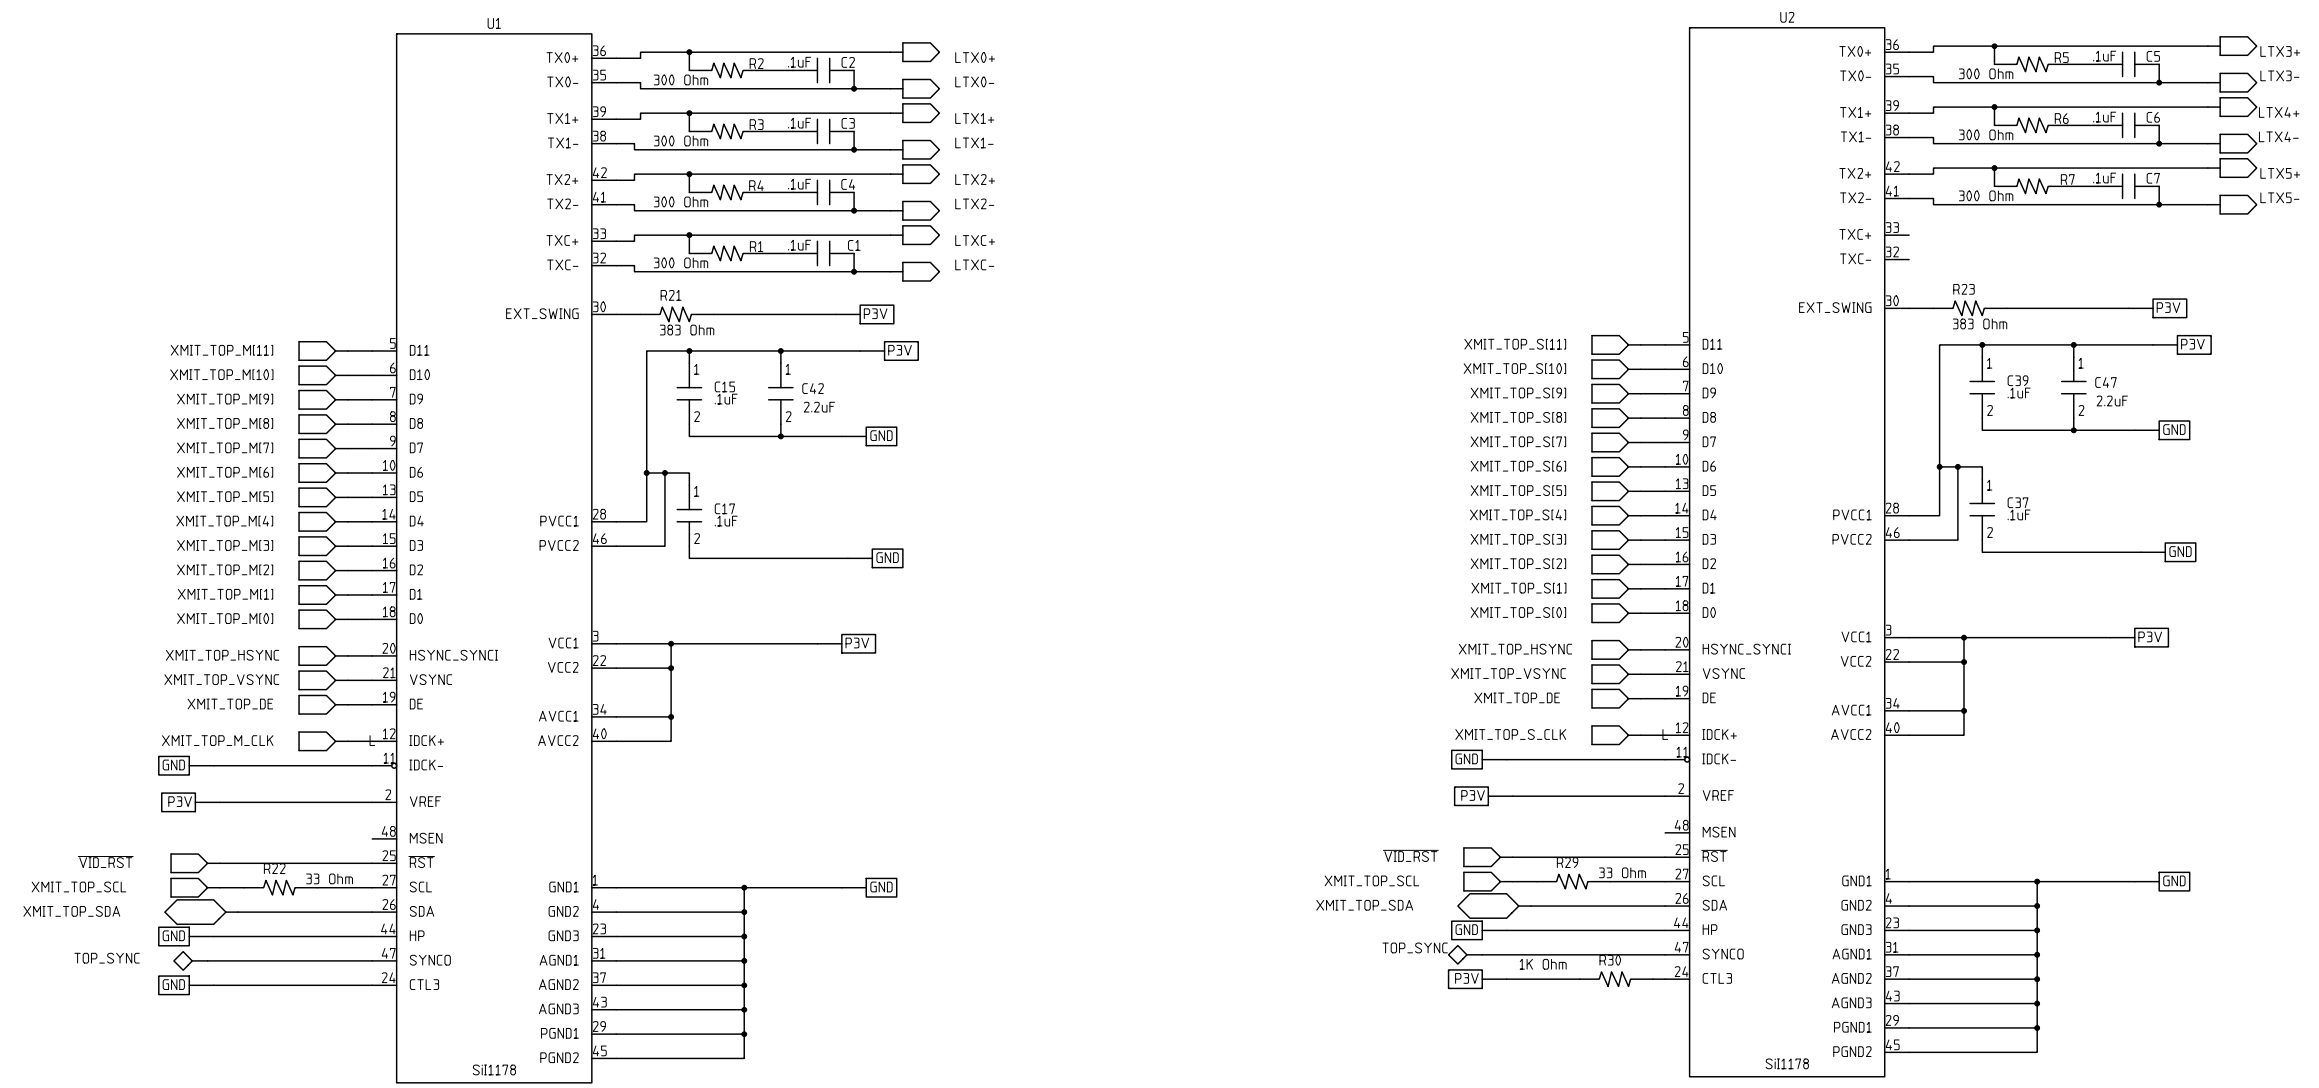 U1
TX0+ 36 LTX0+
R2 .1uF C2
TX0- 35 300 Ohm LTX0-
TX1+ 39 LTX1+
R3 .1uF C3
TX1- 38 300 Ohm LTX1-
TX2+ 42 LTX2+
R4 .1uF C4
TX2- 41 300 Ohm LTX2-
TXC+ 33 LTXC+
R1 .1uF C1
TXC- 32 300 Ohm LTXC-
R21
EXT_SWING 30 P3V
383 Ohm
XMIT_TOP_M[11] 5 D11 P3V
XMIT_TOP_M[10] 6 D10 1 1
C15 C42
XMIT_TOP_M[9] 7 D9 .1uF 2.2uF
XMIT_TOP_M[8] 8 D8 2 2
GND
XMIT_TOP_M[7] 9 D7
XMIT_TOP_M[6] 10 D6
XMIT_TOP_M[5] 13 D5 1
C17
XMIT_TOP_M[4] 14 D4 PVCC1 28 .1uF
XMIT_TOP_M[3] 15 D3 PVCC2 46 2
GND
XMIT_TOP_M[2] 16 D2
XMIT_TOP_M[1] 17 D1
XMIT_TOP_M[0] 18 D0
VCC1 3 P3V
XMIT_TOP_HSYNC 20 HSYNC_SYNCI
VCC2 22
XMIT_TOP_VSYNC 21 VSYNC
XMIT_TOP_DE 19 DE
AVCC1 34
XMIT_TOP_M_CLK L 12 IDCK+ AVCC2 40
GND 11 IDCK-
P3V 2 VREF
48 MSEN
VID_RST 25 RST
R22
XMIT_TOP_SCL 33 Ohm 27 SCL GND1 1 GND
XMIT_TOP_SDA 26 SDA GND2 4
GND 44 HP GND3 23
TOP_SYNC 47 SYNCO AGND1 31
GND 24 CTL3 AGND2 37
AGND3 43
PGND1 29
PGND2 45
SiI1178
U2
TX0+ 36 LTX3+
R5 .1uF C5
TX0- 35 300 Ohm LTX3-
TX1+ 39 LTX4+
R6 .1uF C6
TX1- 38 300 Ohm LTX4-
TX2+ 42 LTX5+
R7 .1uF C7
TX2- 41 300 Ohm LTX5-
TXC+ 33
TXC- 32
R23
EXT_SWING 30 P3V
383 Ohm
XMIT_TOP_S[11] 5 D11 P3V
XMIT_TOP_S[10] 6 D10 1 1
C39 C47
XMIT_TOP_S[9] 7 D9 .1uF 2.2uF
XMIT_TOP_S[8] 8 D8 2 2
GND
XMIT_TOP_S[7] 9 D7
XMIT_TOP_S[6] 10 D6
XMIT_TOP_S[5] 13 D5 1
C37
XMIT_TOP_S[4] 14 D4 PVCC1 28 .1uF
XMIT_TOP_S[3] 15 D3 PVCC2 46 2
GND
XMIT_TOP_S[2] 16 D2
XMIT_TOP_S[1] 17 D1
XMIT_TOP_S[0] 18 D0
VCC1 3 P3V
XMIT_TOP_HSYNC 20 HSYNC_SYNCI
VCC2 22
XMIT_TOP_VSYNC 21 VSYNC
XMIT_TOP_DE 19 DE
AVCC1 34
XMIT_TOP_S_CLK L 12 IDCK+ AVCC2 40
GND 11 IDCK-
P3V 2 VREF
48 MSEN
VID_RST 25 RST
R29
XMIT_TOP_SCL 33 Ohm 27 SCL GND1 1 GND
XMIT_TOP_SDA 26 SDA GND2 4
GND 44 HP GND3 23
TOP_SYNC 47 SYNCO AGND1 31
P3V 1K Ohm R30 24 CTL3 AGND2 37
AGND3 43
PGND1 29
PGND2 45
SiI1178